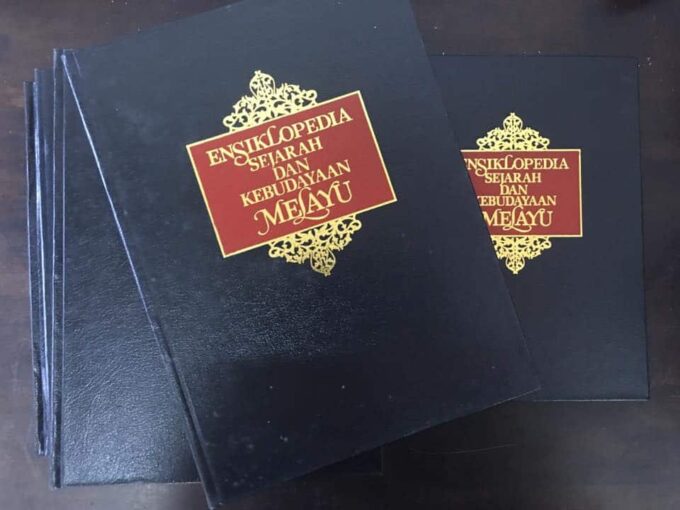 ENSIKLOPEDIA
SEJARAH
DAN
KEBUDAYAAN
MELAYU
ENSIKLOPEDIA
SEJARAH
DAN
KEBUDAYAAN
MELAYU